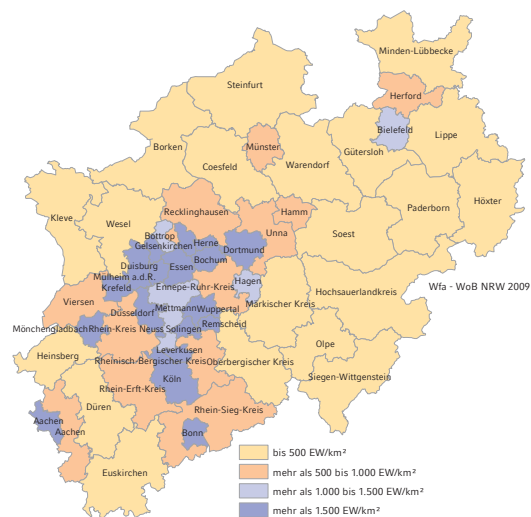 Minden-Lübbecke
Steinfurt
Herford
Bielefeld
Lippe
Borken
Münster
Coesfeld
Warendorf
Gütersloh
Höxter
Paderborn
Kleve
Wesel
Recklinghausen
Hamm
Unna
Soest
Bottrop
Gelsenkirchen
Herne
Dortmund
Bochum
Duisburg
Essen
Mülheim a.d.R.
Krefeld
Ennepe-Ruhr-Kreis
Hagen
Hochsauerlandkreis
Wfa - WoB NRW 2009
Viersen
Düsseldorf
Mettmann
Wuppertal
Märkischer Kreis
Mönchengladbach
Rhein-Kreis Neuss
Solingen
Remscheid
Heinsberg
Leverkusen
Rheinisch-Bergischer Kreis
Oberbergischer Kreis
Olpe
Siegen-Wittgenstein
Köln
Rhein-Erft-Kreis
Düren
Rhein-Sieg-Kreis
Aachen
Aachen
Bonn
Euskirchen
bis 500 EW/km²
mehr als 500 bis 1.000 EW/km²
mehr als 1.000 bis 1.500 EW/km²
mehr als 1.500 EW/km²